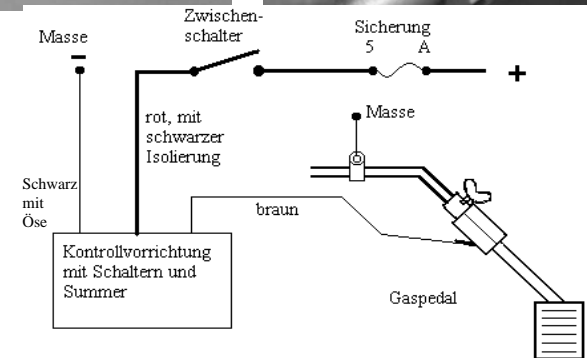 Masse
Zwischen-
schalter
Sicherung
5 A
rot, mit
schwarzer
Isolierung
Masse
Schwarz
mit
Öse
braun
Kontrollvorrichtung
mit Schaltern und
Summer
Gaspedal